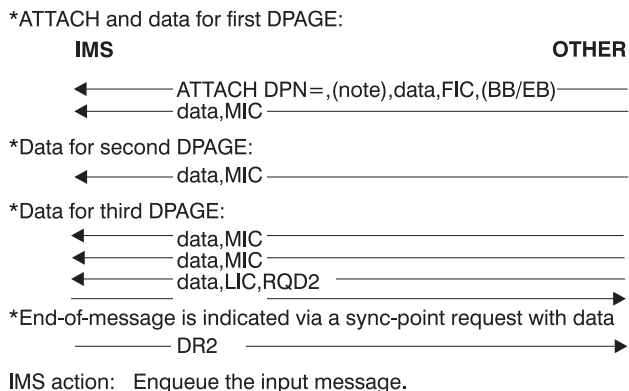 *ATTACH and data for first DPAGE:
IMS OTHER
ATTACH DPN=,(note),data,FIC,(BB/EB)
data,MIC
*Data for second DPAGE:
data,MIC
*Data for third DPAGE:
data,MIC
data,MIC
data,LIC,RQD2
*End-of-message is indicated via a sync-point request with data
DR2
IMS action: Enqueue the input message.